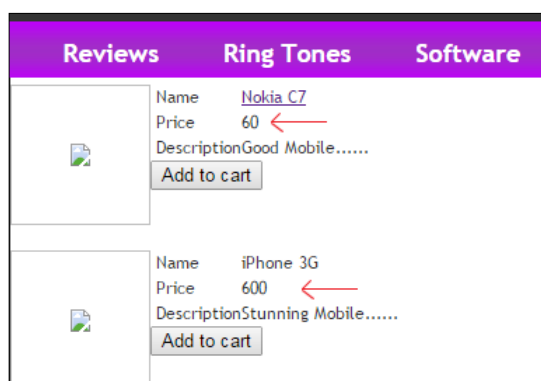 Reviews Ring Tones Software
Name Nokia C7
Price 60
DescriptionGood Mobile......
Add to cart
Name iPhone 3G
Price 600
DescriptionStunning Mobile......
Add to cart